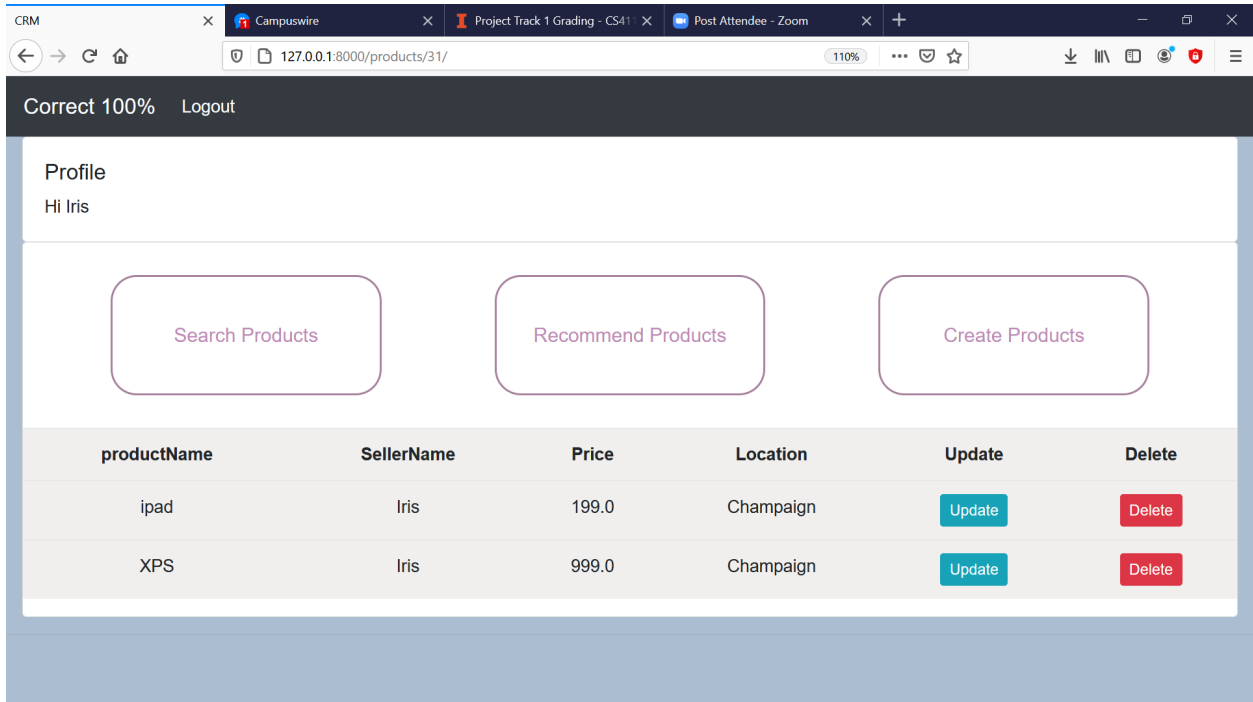 CRM Campuswire Project Track 1 Grading - CS411 Post Attendee - Zoom
127.0.0.1:8000/products/31/ 110%
Correct 100% Logout
Profile
Hi Iris
Search Products Recommend Products Create Products
productName SellerName Price Location Update Delete
ipad Iris 199.0 Champaign Update Delete
XPS Iris 999.0 Champaign Update Delete